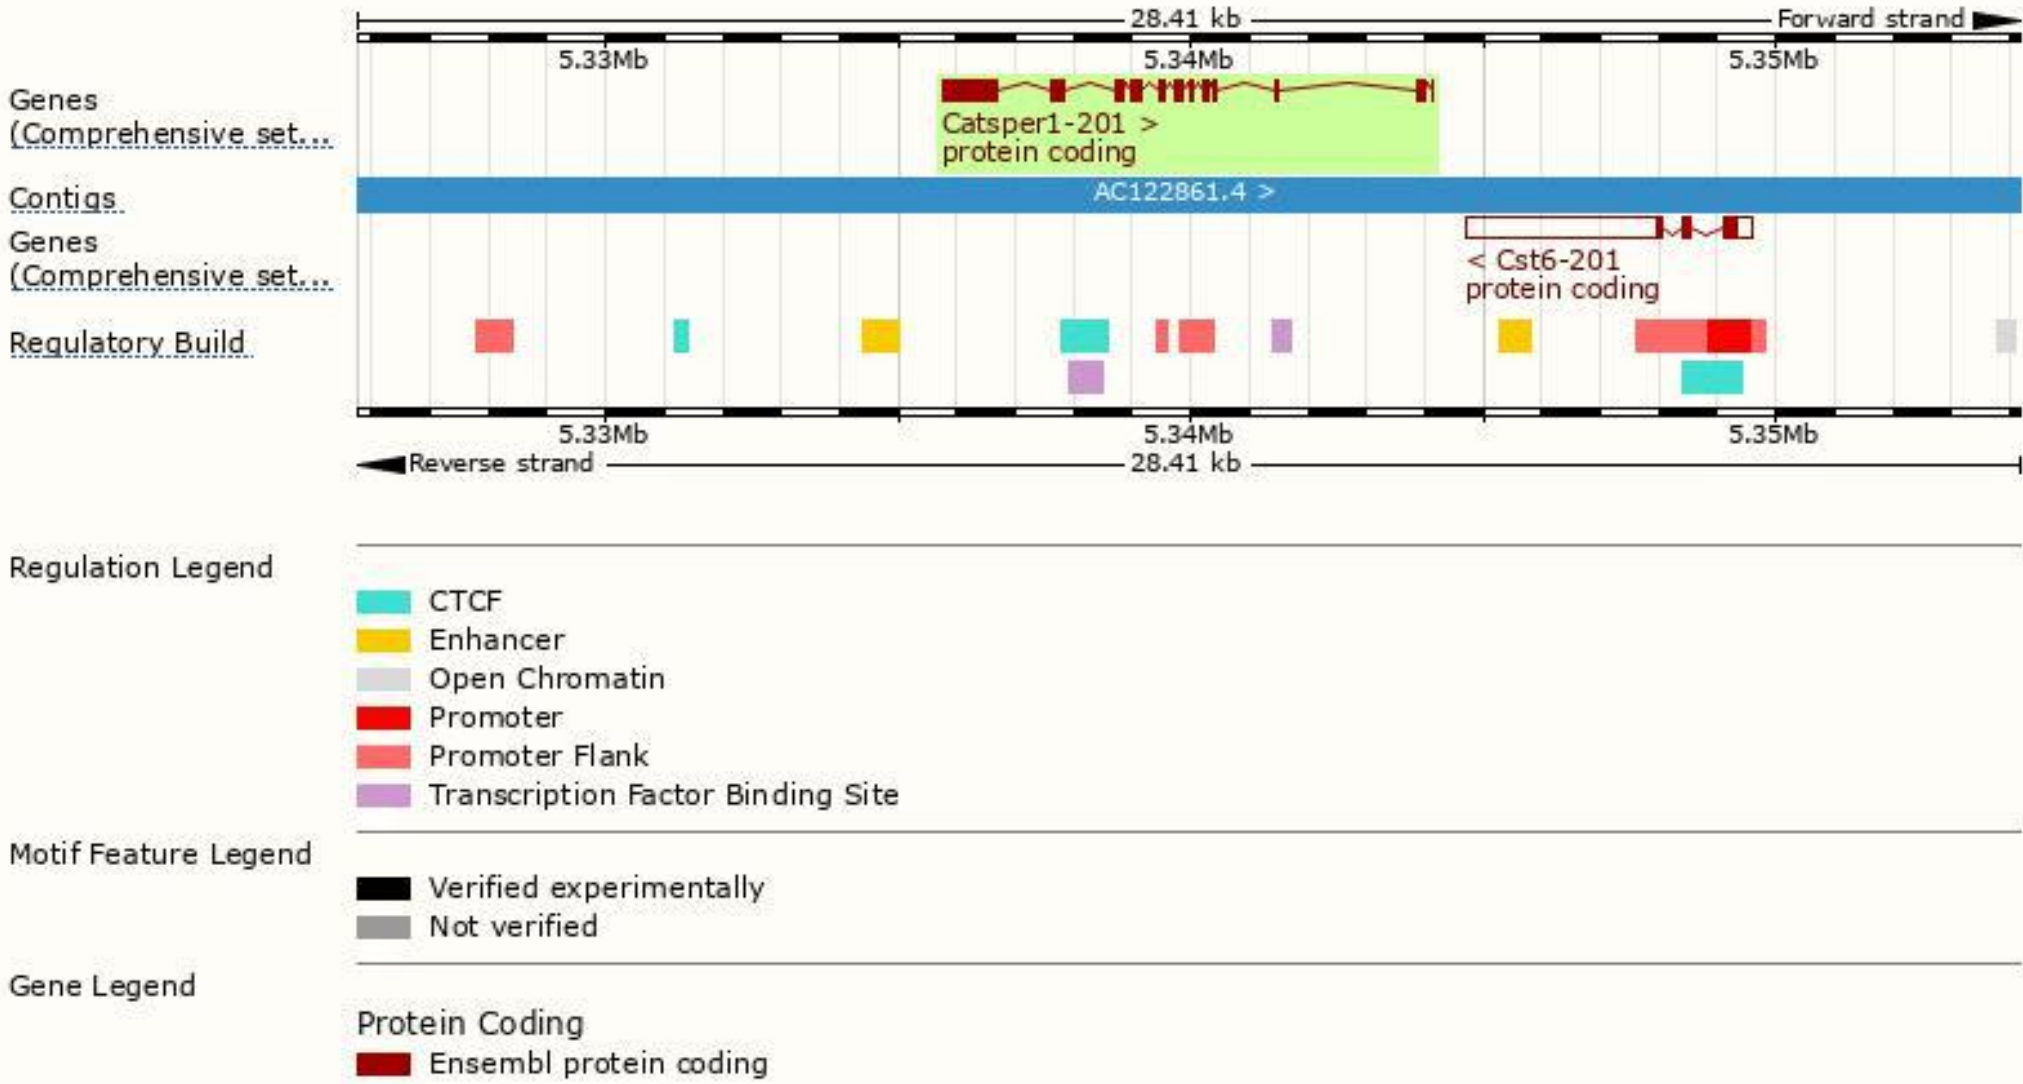 28.41 kb Forward strand
5.33Mb 5.34Mb 5.35Mb
Genes
(Comprehensive set...
Catsper1-201 >
protein coding
Contigs
AC122861.4 >
Genes
(Comprehensive set...
< Cst6-201
protein coding
Regulatory Build
5.33Mb 5.34Mb 5.35Mb
Reverse strand 28.41 kb
Regulation Legend
CTCF
Enhancer
Open Chromatin
Promoter
Promoter Flank
Transcription Factor Binding Site
Motif Feature Legend
Verified experimentally
Not verified
Gene Legend
Protein Coding
Ensembl protein coding